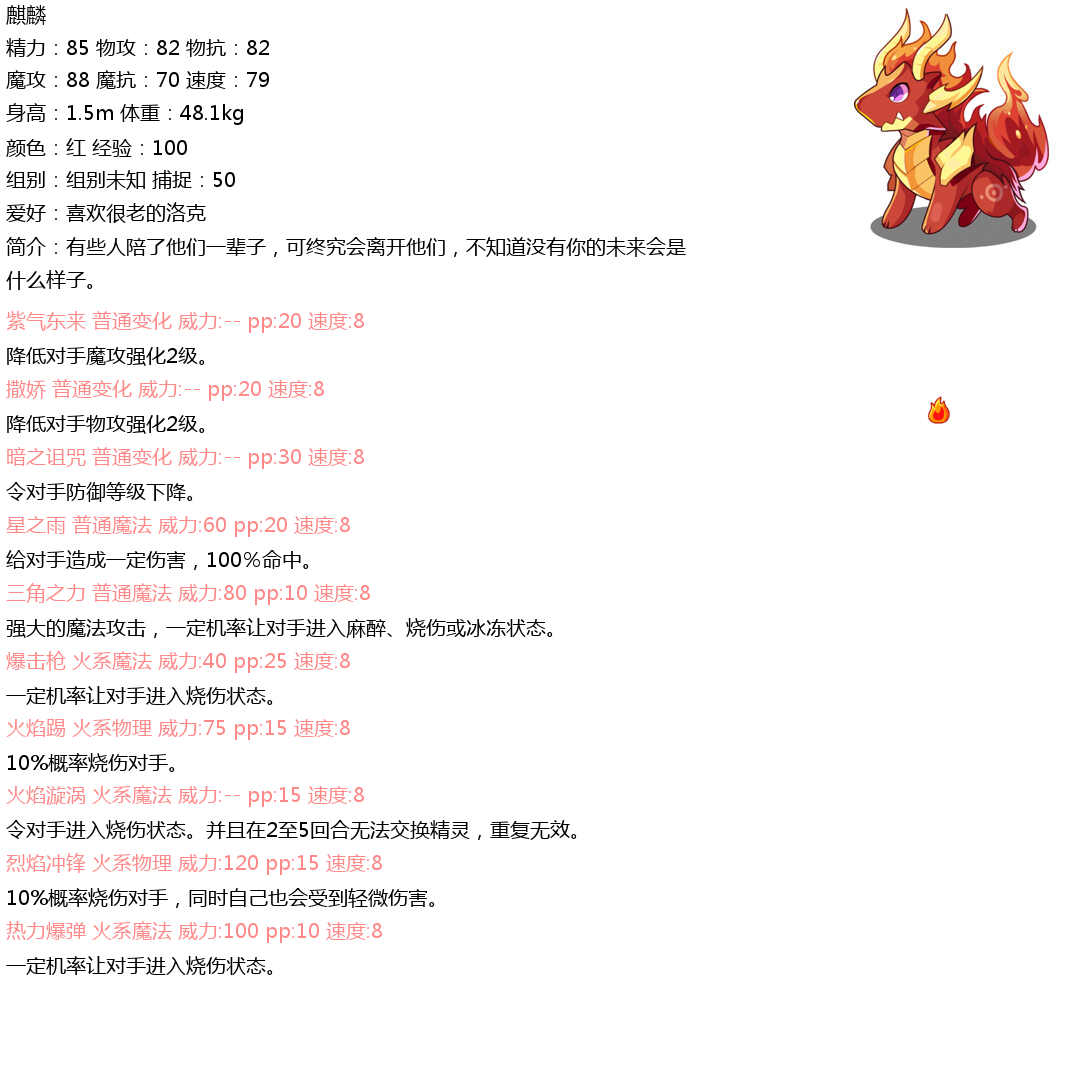 麒麟
精力：85 物攻：82 物抗：82
魔攻：88 魔抗：70 速度：79
身高：1.5m 体重：48.1kg
颜色：红 经验：100
组别：组别未知 捕捉：50
爱好：喜欢很老的洛克
简介：有些人陪了他们一辈子，可终究会离开他们，不知道没有你的未来会是
什么样子。
紫气东来 普通变化 威力:-- pp:20 速度:8
降低对手魔攻强化2级。
撒娇 普通变化 威力:-- pp:20 速度:8
降低对手物攻强化2级。
暗之诅咒 普通变化 威力:-- pp:30 速度:8
令对手防御等级下降。
星之雨 普通魔法 威力:60 pp:20 速度:8
给对手造成一定伤害，100%命中。
三角之力 普通魔法 威力:80 pp:10 速度:8
强大的魔法攻击，一定机率让对手进入麻醉、烧伤或冰冻状态。
爆击枪 火系魔法 威力:40 pp:25 速度:8
一定机率让对手进入烧伤状态。
火焰踢 火系物理 威力:75 pp:15 速度:8
10%概率烧伤对手。
火焰漩涡 火系魔法 威力:-- pp:15 速度:8
令对手进入烧伤状态。并且在2至5回合无法交换精灵，重复无效。
烈焰冲锋 火系物理 威力:120 pp:15 速度:8
10%概率烧伤对手，同时自己也会受到轻微伤害。
热力爆弹 火系魔法 威力:100 pp:10 速度:8
一定机率让对手进入烧伤状态。